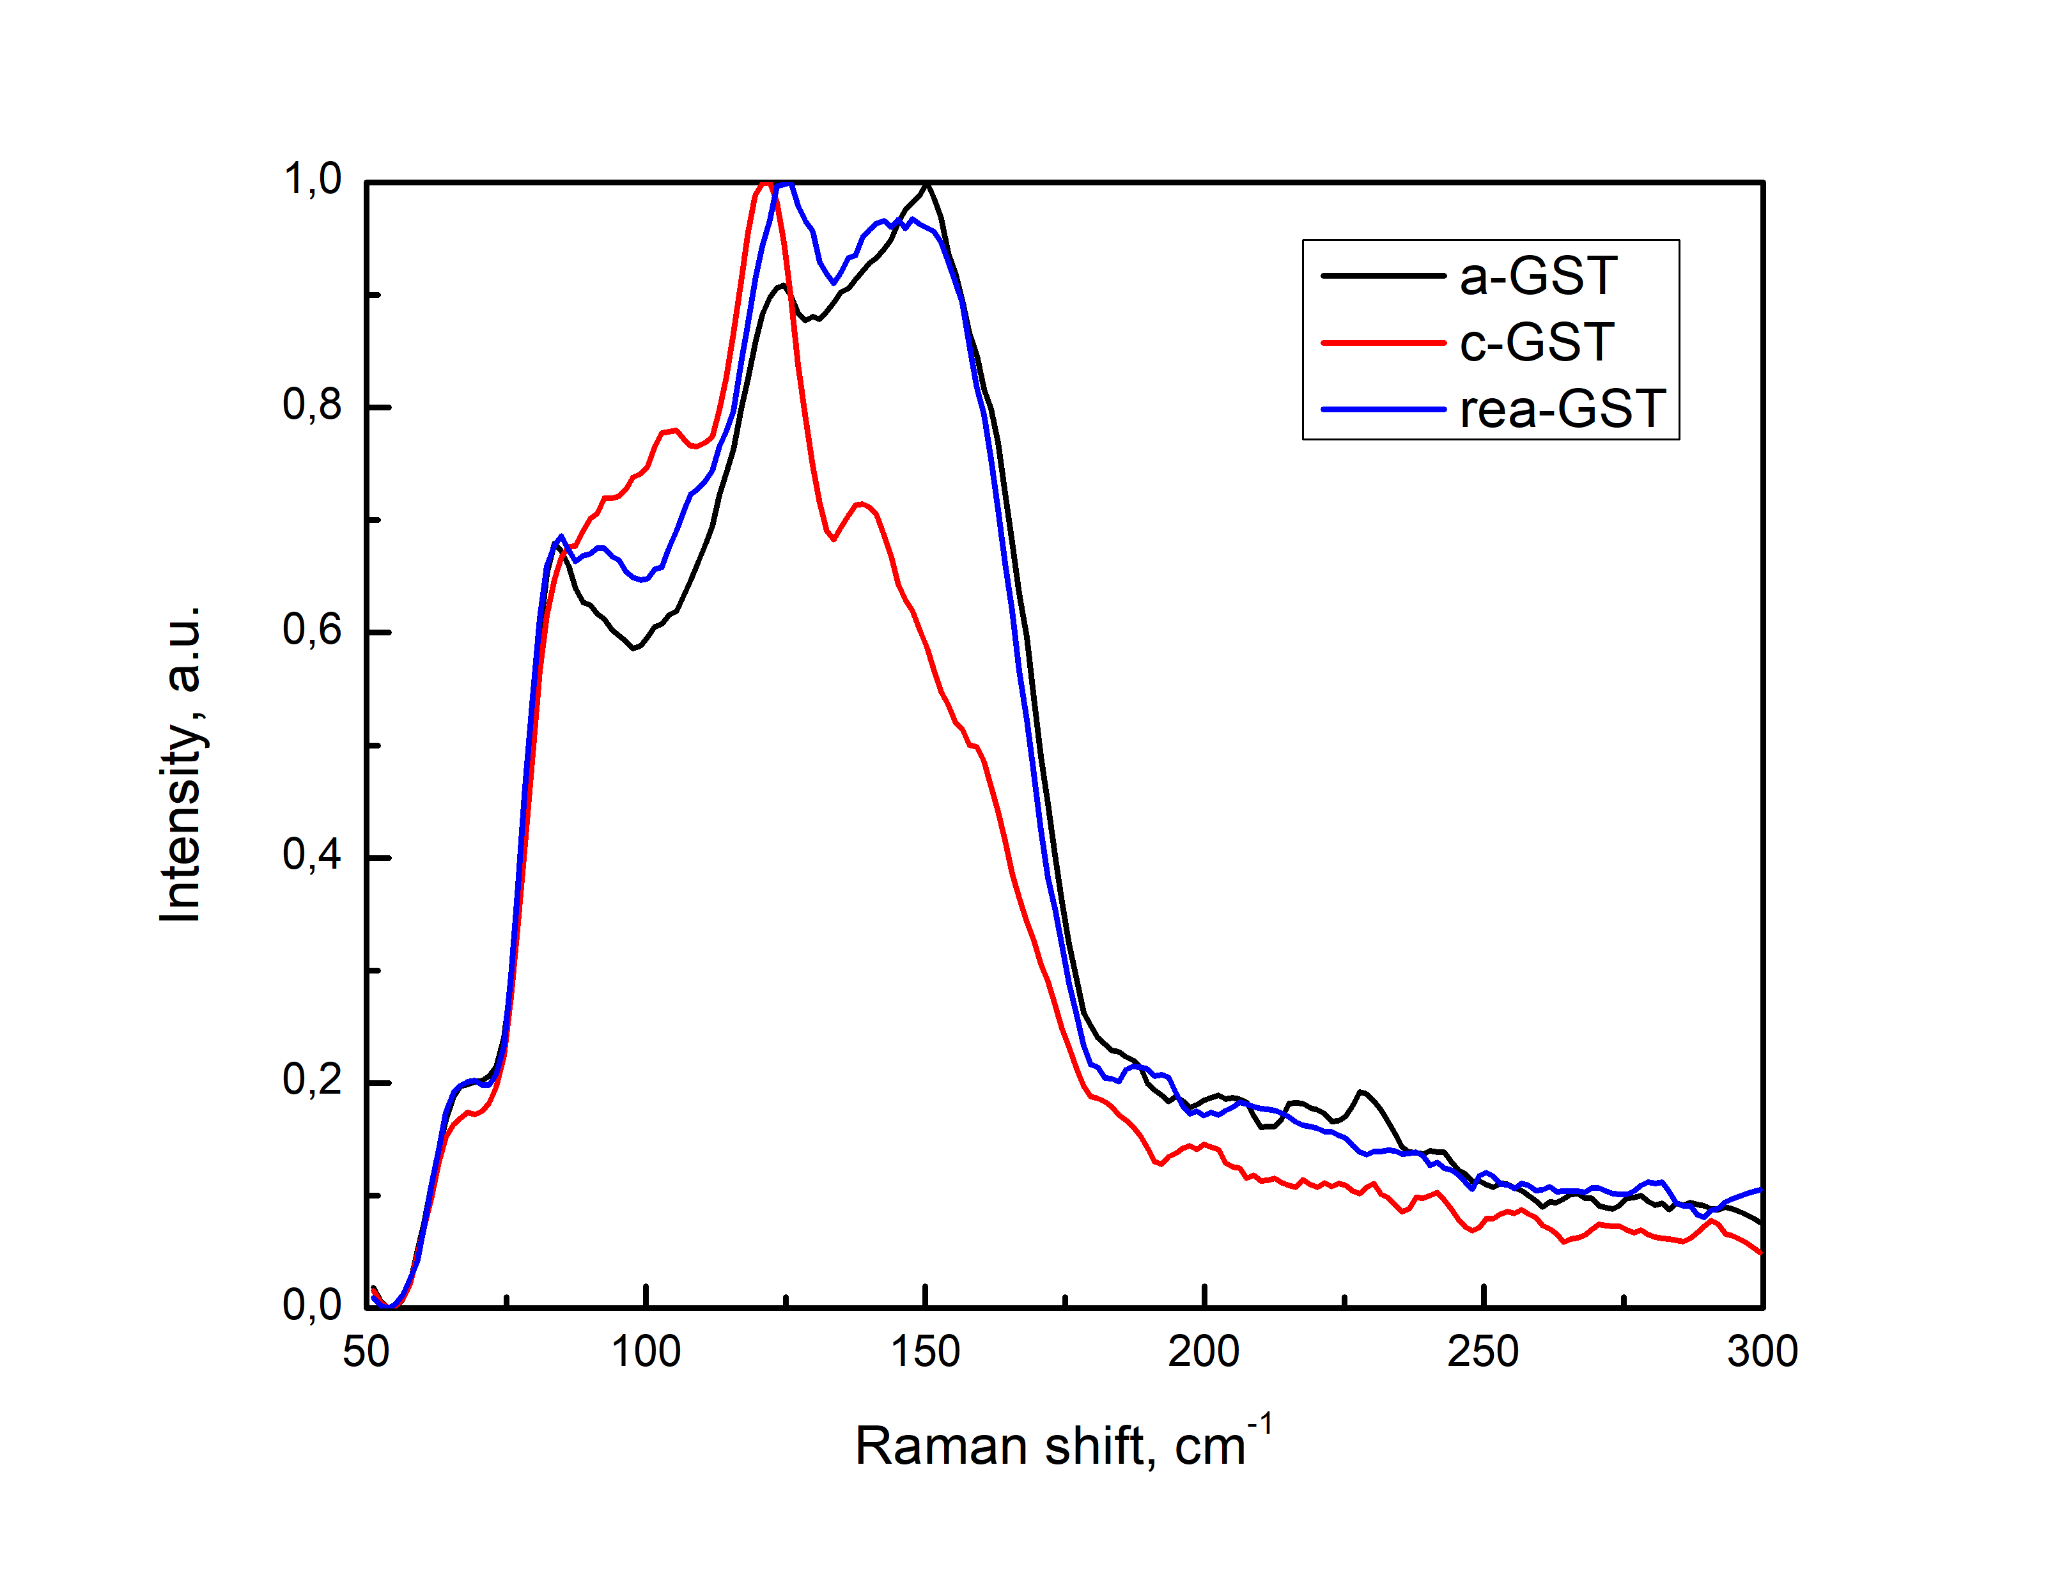 1,0
0,8
0,6
0,4
0,2
0,0
50 100 150 200 250 300
Intensity, a.u.
Raman shift, cm⁻¹
a-GST
c-GST
rea-GST